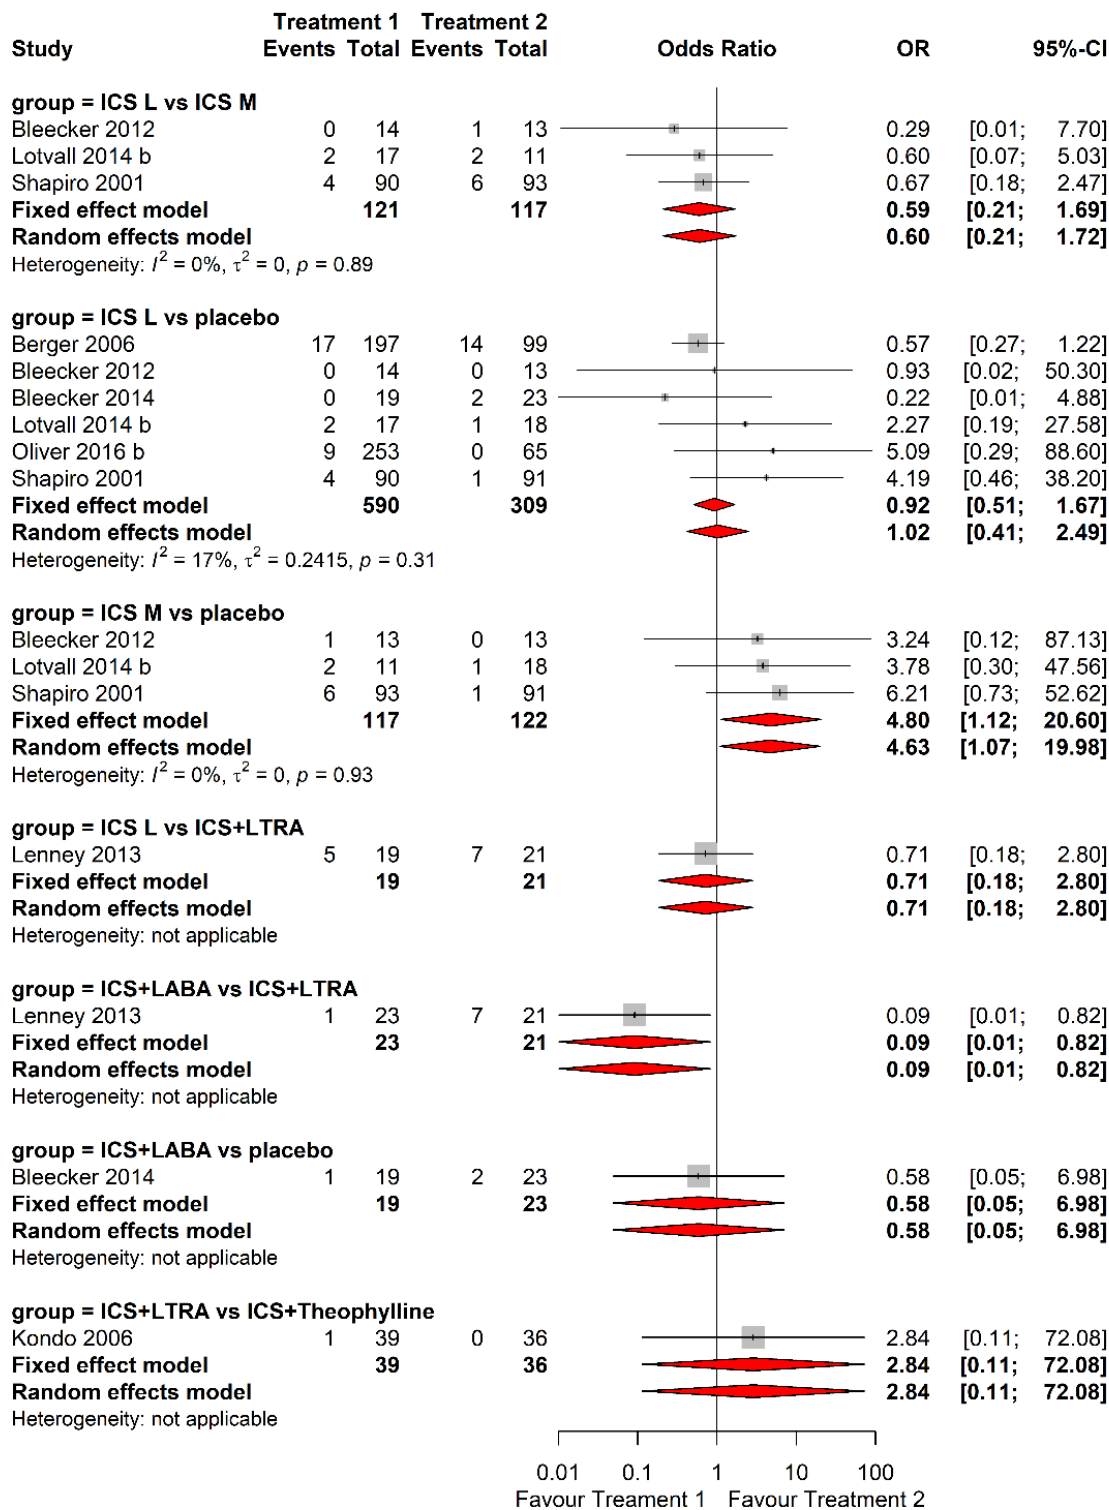 Treatment 1 Treatment 2
Study Events Total Events Total Odds Ratio OR 95%-CI
group = ICS L vs ICS M
Bleecker 2012 0 14 1 13 0.29 [0.01; 7.70]
Lotvall 2014 b 2 17 2 11 0.60 [0.07; 5.03]
Shapiro 2001 4 90 6 93 0.67 [0.18; 2.47]
Fixed effect model 121 117 0.59 [0.21; 1.69]
Random effects model 0.60 [0.21; 1.72]
Heterogeneity: I² = 0%, τ² = 0, p = 0.89
group = ICS L vs placebo
Berger 2006 17 197 14 99 0.57 [0.27; 1.22]
Bleecker 2012 0 14 0 13 0.93 [0.02; 50.30]
Bleecker 2014 0 19 2 23 0.22 [0.01; 4.88]
Lotvall 2014 b 2 17 1 18 2.27 [0.19; 27.58]
Oliver 2016 b 9 253 0 65 5.09 [0.29; 88.60]
Shapiro 2001 4 90 1 91 4.19 [0.46; 38.20]
Fixed effect model 590 309 0.92 [0.51; 1.67]
Random effects model 1.02 [0.41; 2.49]
Heterogeneity: I² = 17%, τ² = 0.2415, p = 0.31
group = ICS M vs placebo
Bleecker 2012 1 13 0 13 3.24 [0.12; 87.13]
Lotvall 2014 b 2 11 1 18 3.78 [0.30; 47.56]
Shapiro 2001 6 93 1 91 6.21 [0.73; 52.62]
Fixed effect model 117 122 4.80 [1.12; 20.60]
Random effects model 4.63 [1.07; 19.98]
Heterogeneity: I² = 0%, τ² = 0, p = 0.93
group = ICS L vs ICS+LTRA
Lenney 2013 5 19 7 21 0.71 [0.18; 2.80]
Fixed effect model 19 21 0.71 [0.18; 2.80]
Random effects model 0.71 [0.18; 2.80]
Heterogeneity: not applicable
group = ICS+LABA vs ICS+LTRA
Lenney 2013 1 23 7 21 0.09 [0.01; 0.82]
Fixed effect model 23 21 0.09 [0.01; 0.82]
Random effects model 0.09 [0.01; 0.82]
Heterogeneity: not applicable
group = ICS+LABA vs placebo
Bleecker 2014 1 19 2 23 0.58 [0.05; 6.98]
Fixed effect model 19 23 0.58 [0.05; 6.98]
Random effects model 0.58 [0.05; 6.98]
Heterogeneity: not applicable
group = ICS+LTRA vs ICS+Theophylline
Kondo 2006 1 39 0 36 2.84 [0.11; 72.08]
Fixed effect model 39 36 2.84 [0.11; 72.08]
Random effects model 2.84 [0.11; 72.08]
Heterogeneity: not applicable
0.01 0.1 1 10 100
Favour Treament 1 Favour Treatment 2